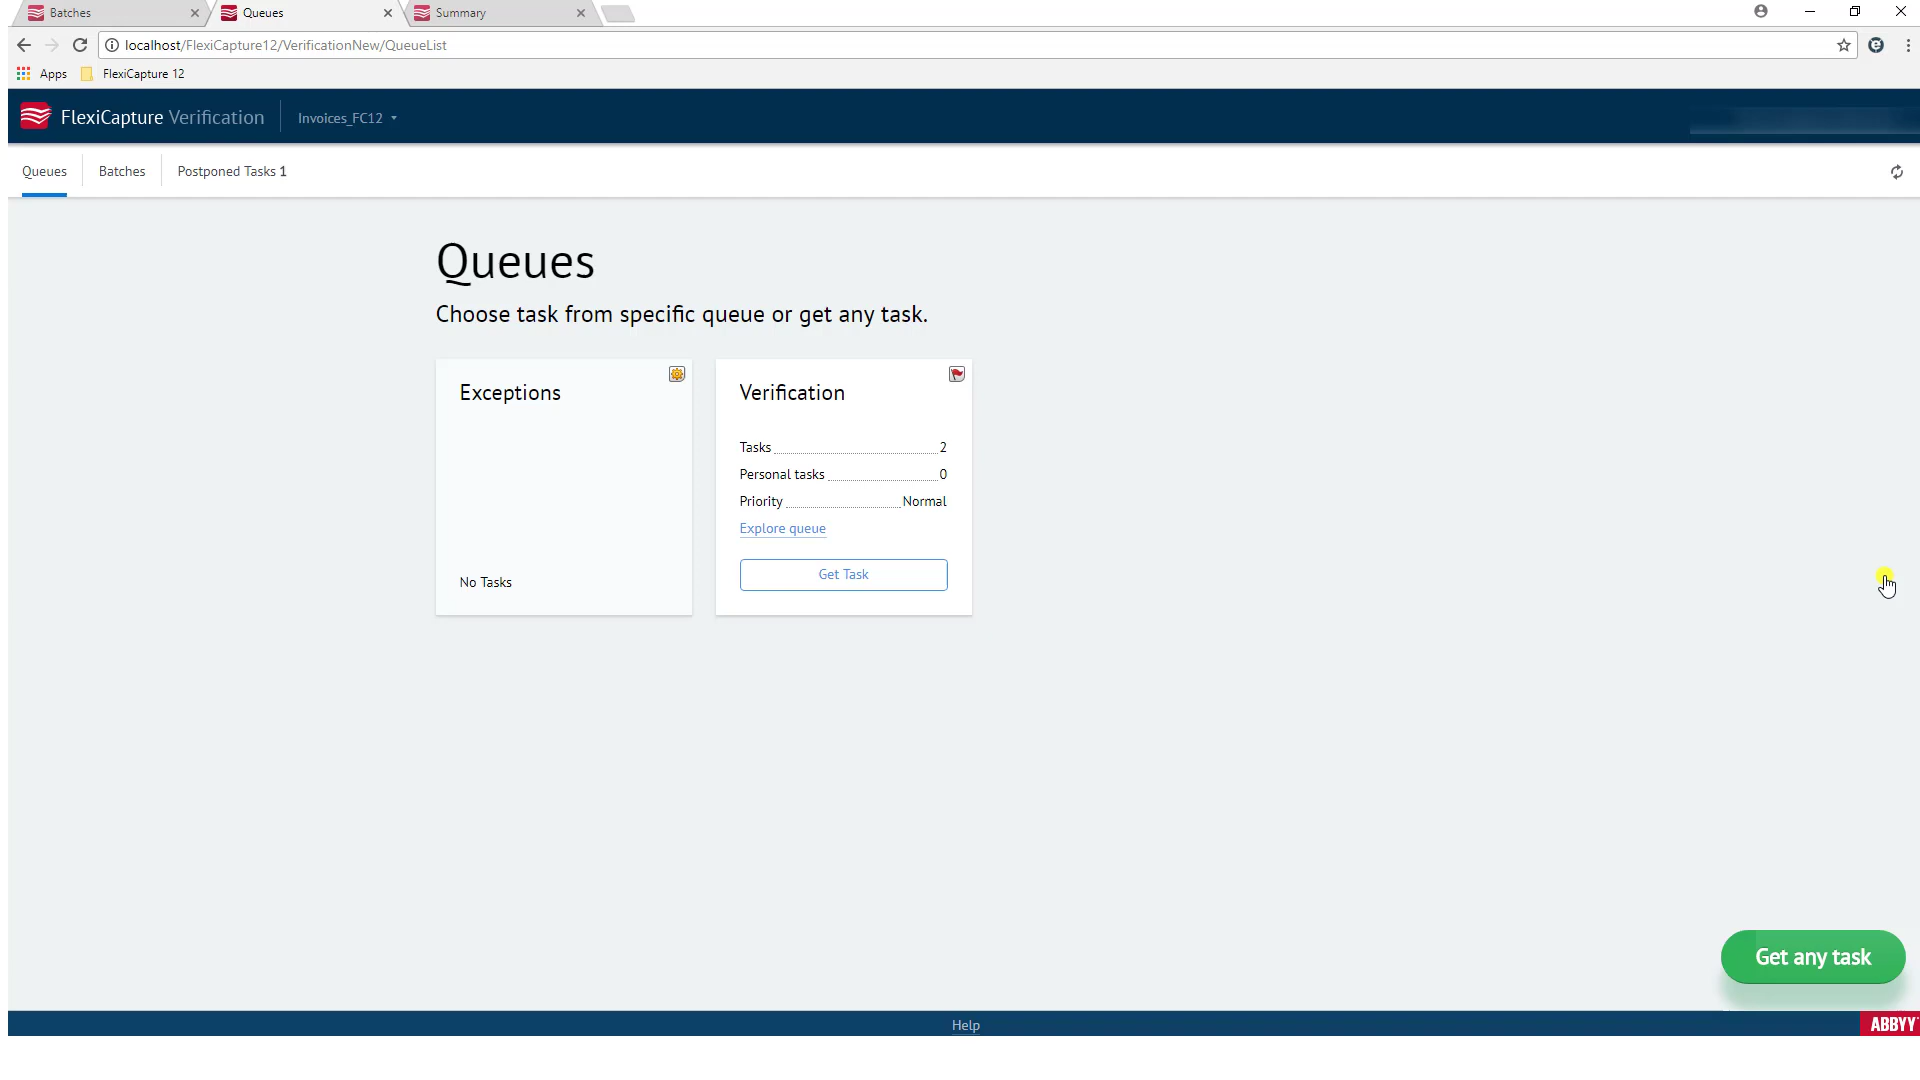 Batches
Queues
Summary
localhost/FlexiCapture12/VerificationNew/QueueList
Apps
FlexiCapture 12
FlexiCapture Verification
Invoices_FC12
Queues
Batches
Postponed Tasks 1
Queues
Choose task from specific queue or get any task.
Exceptions
No Tasks
Verification
Tasks 2
Personal tasks 0
Priority Normal
Explore queue
Get Task
Get any task
Help
ABBYY